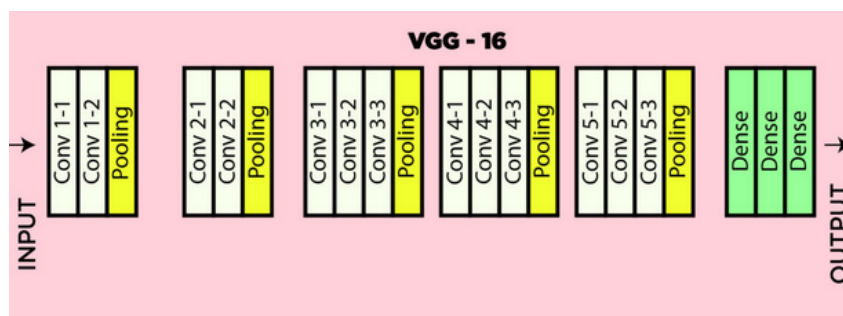 VGG - 16
INPUT
Conv 1-1
Conv 1-2
Pooling
Conv 2-1
Conv 2-2
Pooling
Conv 3-1
Conv 3-2
Conv 3-3
Pooling
Conv 4-1
Conv 4-2
Conv 4-3
Pooling
Conv 5-1
Conv 5-2
Conv 5-3
Pooling
Dense
Dense
Dense
OUTPUT